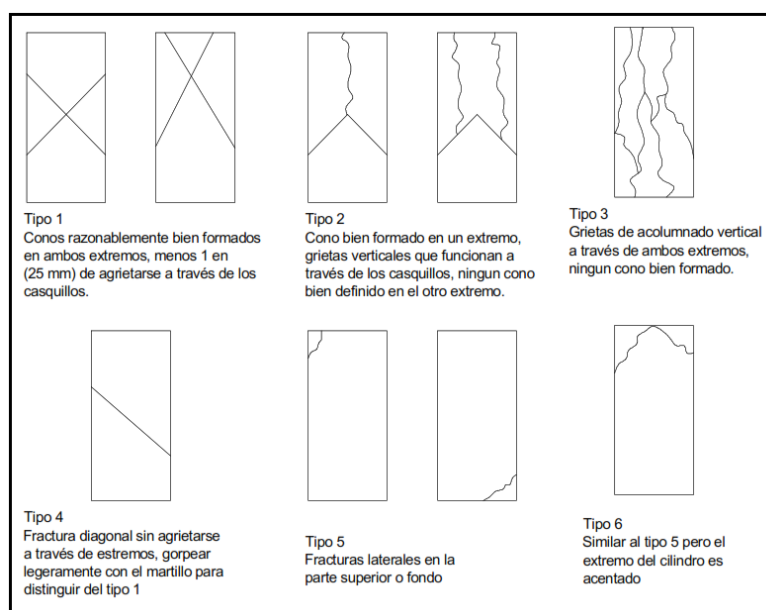 Tipo 1
Conos razonablemente bien formados
en ambos extremos, menos 1 en
(25 mm) de agrietarse a través de los
casquillos.
Tipo 2
Cono bien formado en un extremo,
grietas verticales que funcionan a
través de los casquillos, ningun cono
bien definido en el otro extremo.
Tipo 3
Grietas de acolumnado vertical
a través de ambos extremos,
ningun cono bien formado.
Tipo 4
Fractura diagonal sin agrietarse
a través de estremos, gorpear
legeramente con el martillo para
distinguir del tipo 1
Tipo 5
Fracturas laterales en la
parte superior o fondo
Tipo 6
Similar al tipo 5 pero el
extremo del cilindro es
acentado